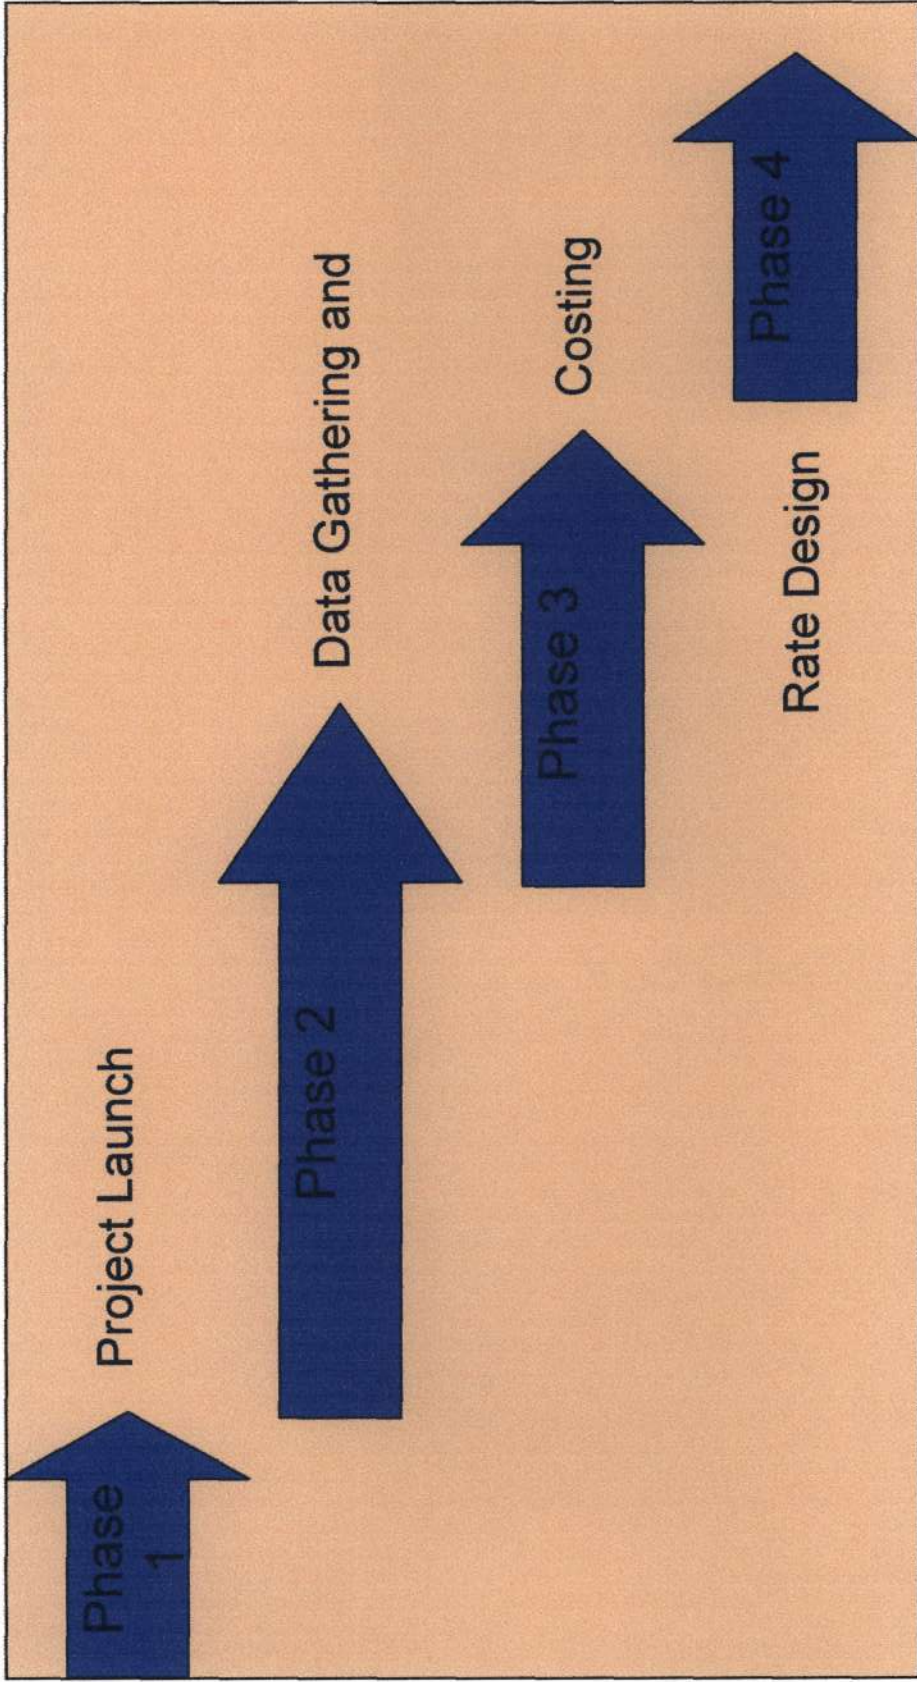 Phase
1
Project Launch
Phase 2
Data Gathering and
Phase 3
Costing
Phase 4
Rate Design